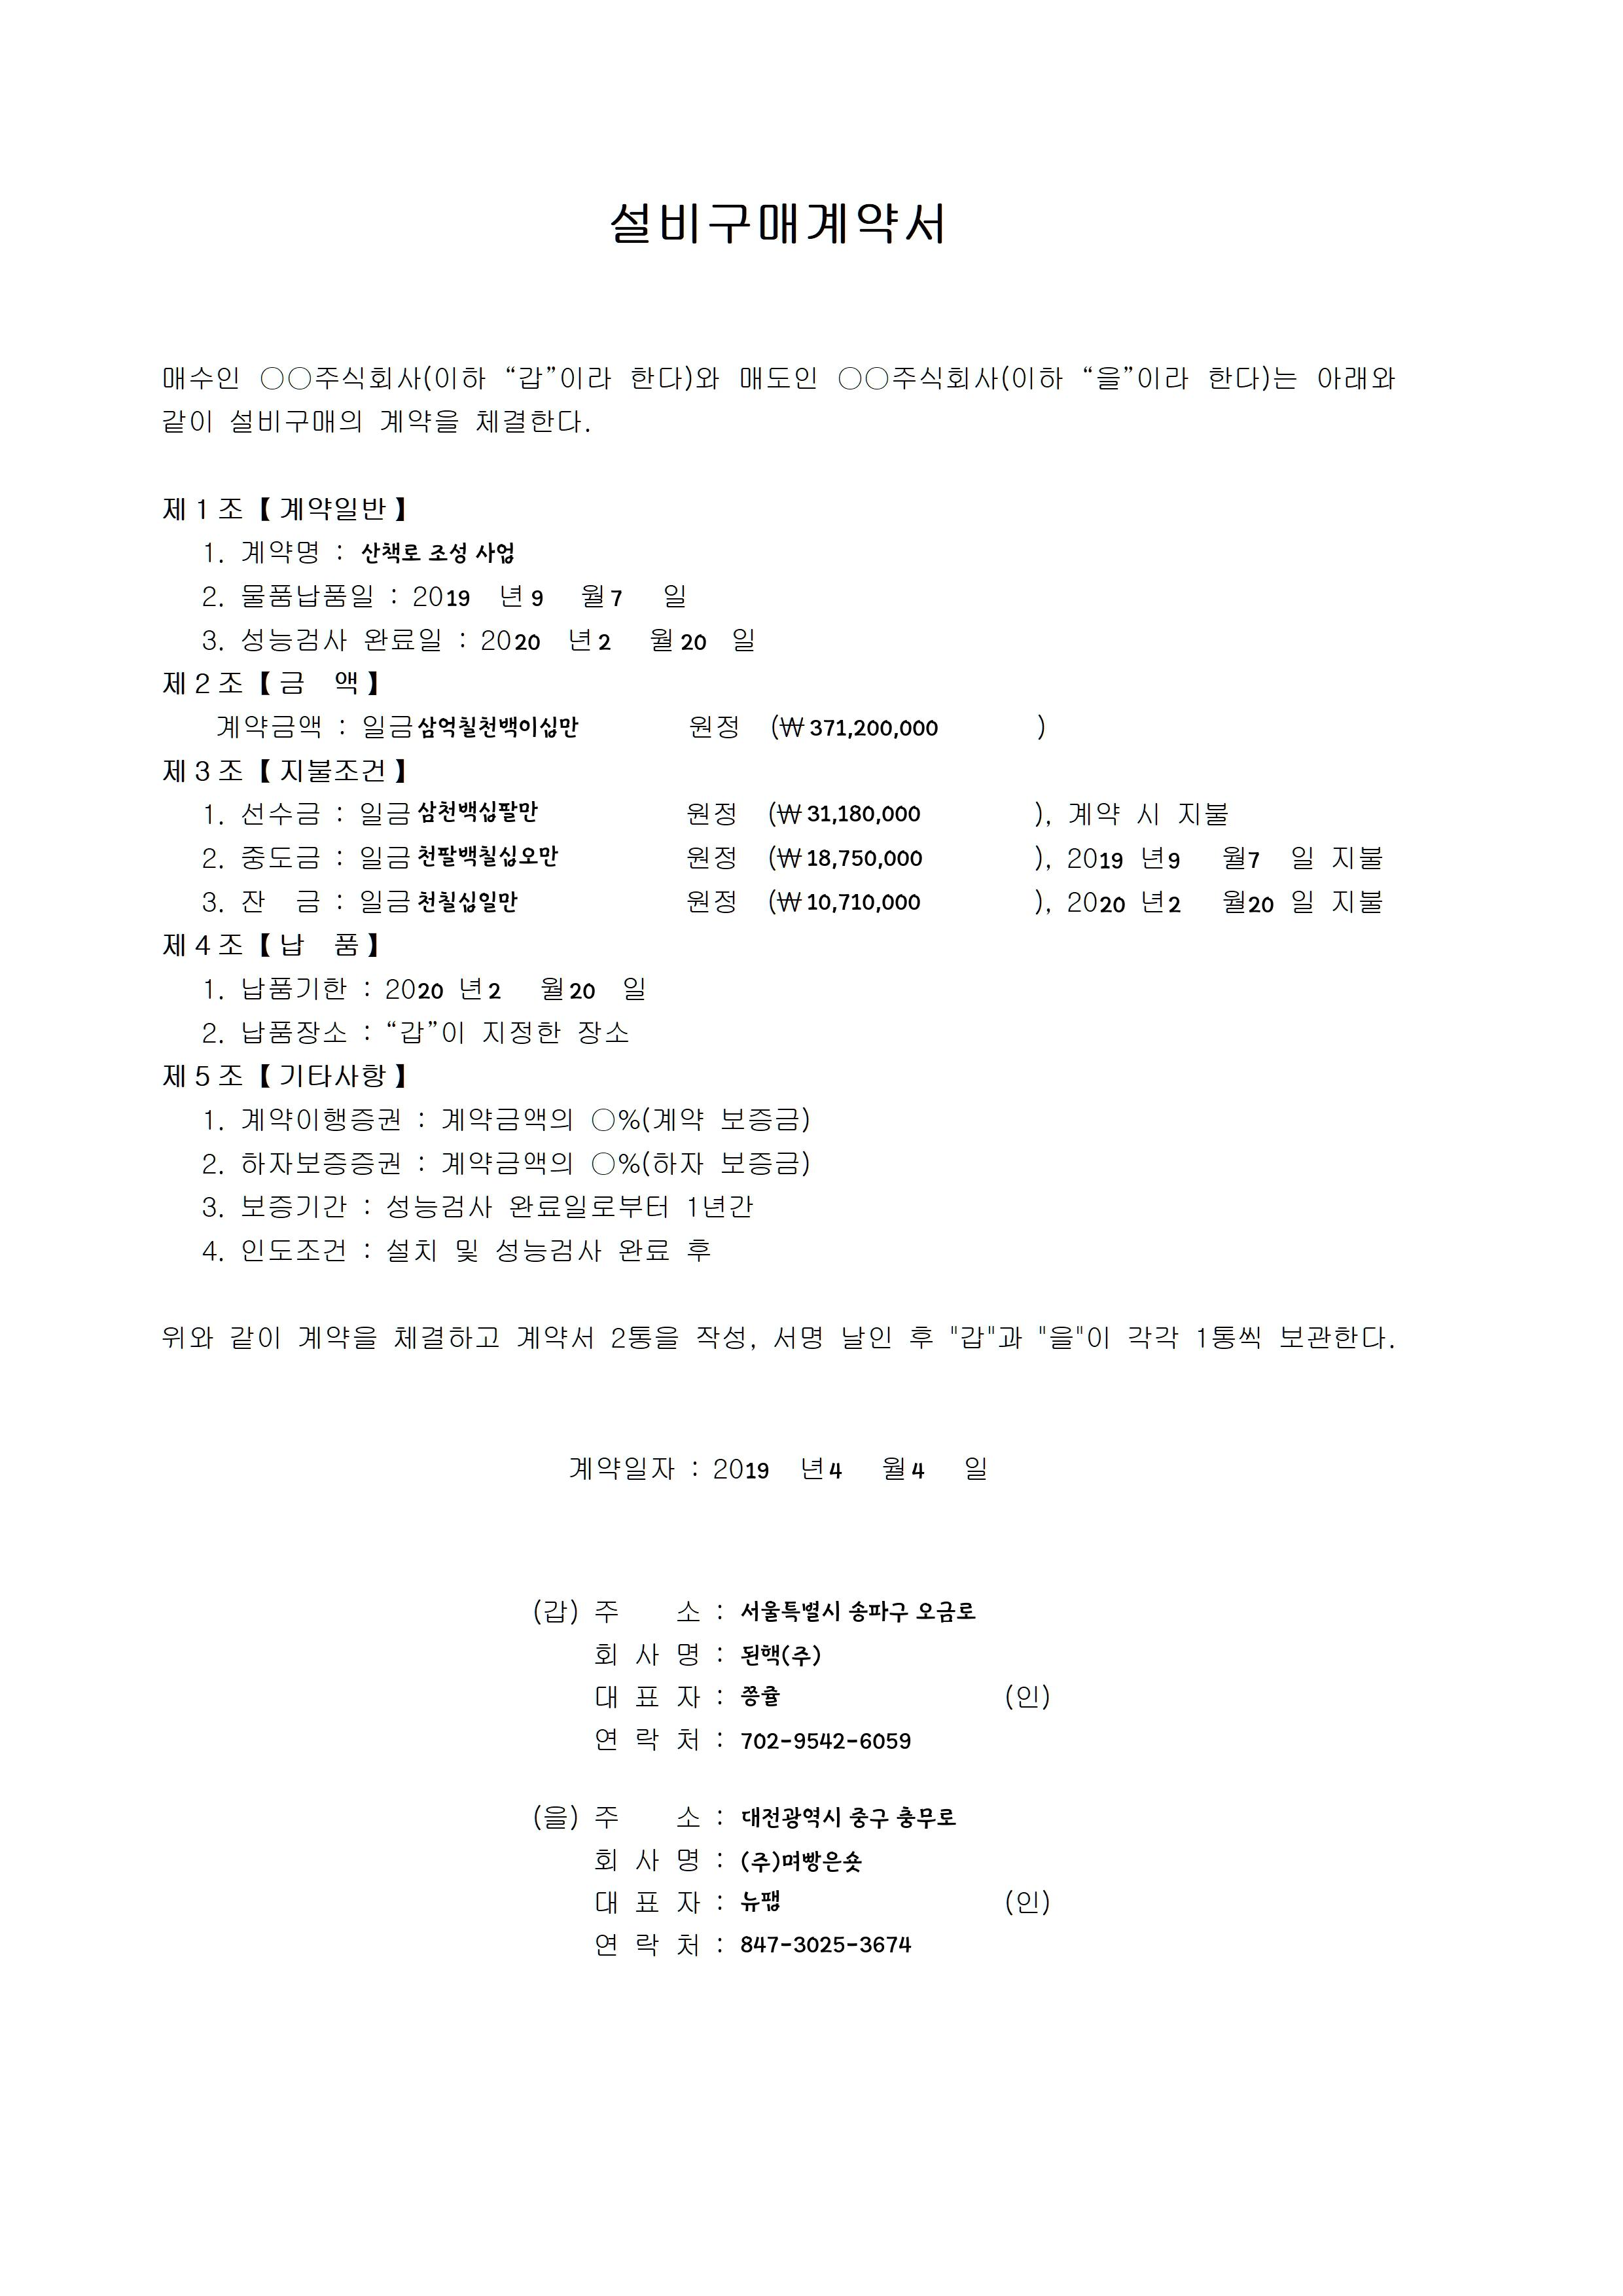 설비구매계약서
매수인 ○○주식회사(이하 “갑”이라 한다)와 매도인 ○○주식회사(이하 “을”이라 한다)는 아래와
같이 설비구매의 계약을 체결한다.
제1조【계약일반】
1. 계약명 : 산책로 조성 사업
2. 물품납품일 : 2019 년 9 월 7 일
3. 성능검사 완료일 : 2020 년 2 월 20 일
제2조【금 액】
계약금액 : 일금 삼억칠천백이십만 원정 (₩ 371,200,000 )
제3조【지불조건】
1. 선수금 : 일금 삼천백십팔만 원정 (₩ 31,180,000 ), 계약 시 지불
2. 중도금 : 일금 천팔백칠십오만 원정 (₩ 18,750,000 ), 2019 년 9 월 7 일 지불
3. 잔 금 : 일금 천칠십일만 원정 (₩ 10,710,000 ), 2020 년 2 월 20 일 지불
제4조【납 품】
1. 납품기한 : 2020 년 2 월 20 일
2. 납품장소 : “갑”이 지정한 장소
제5조【기타사항】
1. 계약이행증권 : 계약금액의 ○%(계약 보증금)
2. 하자보증증권 : 계약금액의 ○%(하자 보증금)
3. 보증기간 : 성능검사 완료일로부터 1년간
4. 인도조건 : 설치 및 성능검사 완료 후
위와 같이 계약을 체결하고 계약서 2통을 작성, 서명 날인 후 "갑"과 "을"이 각각 1통씩 보관한다.
계약일자 : 2019 년 4 월 4 일
(갑) 주 소 : 서울특별시 송파구 오금로
회 사 명 : 된핵(주)
대 표 자 : 쯩쥴 (인)
연 락 처 : 702-9542-6059
(을) 주 소 : 대전광역시 중구 충무로
회 사 명 : (주)며빵은숏
대 표 자 : 뉴팹 (인)
연 락 처 : 847-3025-3674